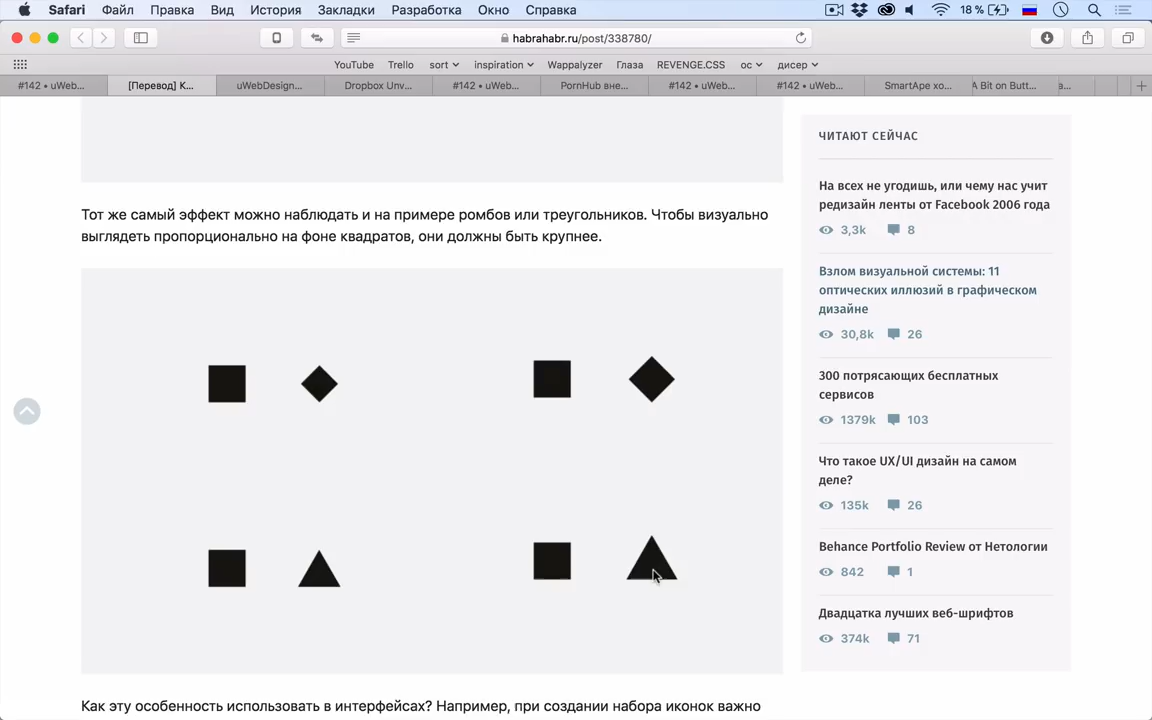 Safari Файл Правка Вид История Закладки Разработка Окно Справка 18 %
habrahabr.ru/post/338780/
YouTube Trello sort inspiration Wappalyzer Глаза REVENGE.CSS ос дисер
#142 • uWeb... [Перевод] К... uWebDesign... Dropbox Unv... #142 • uWeb... PornHub вне... #142 • uWeb... #142 • uWeb... SmartApe хо... A Bit on Butt...
ЧИТАЮТ СЕЙЧАС
На всех не угодишь, или чему нас учит
редизайн ленты от Facebook 2006 года
3,3k 8
Взлом визуальной системы: 11
оптических иллюзий в графическом
дизайне
30,8k 26
300 потрясающих бесплатных
сервисов
1379k 103
Что такое UX/UI дизайн на самом
деле?
135k 26
Behance Portfolio Review от Нетологии
842 1
Двадцатка лучших веб-шрифтов
374k 71
Тот же самый эффект можно наблюдать и на примере ромбов или треугольников. Чтобы визуально
выглядеть пропорционально на фоне квадратов, они должны быть крупнее.
Как эту особенность использовать в интерфейсах? Например, при создании набора иконок важно